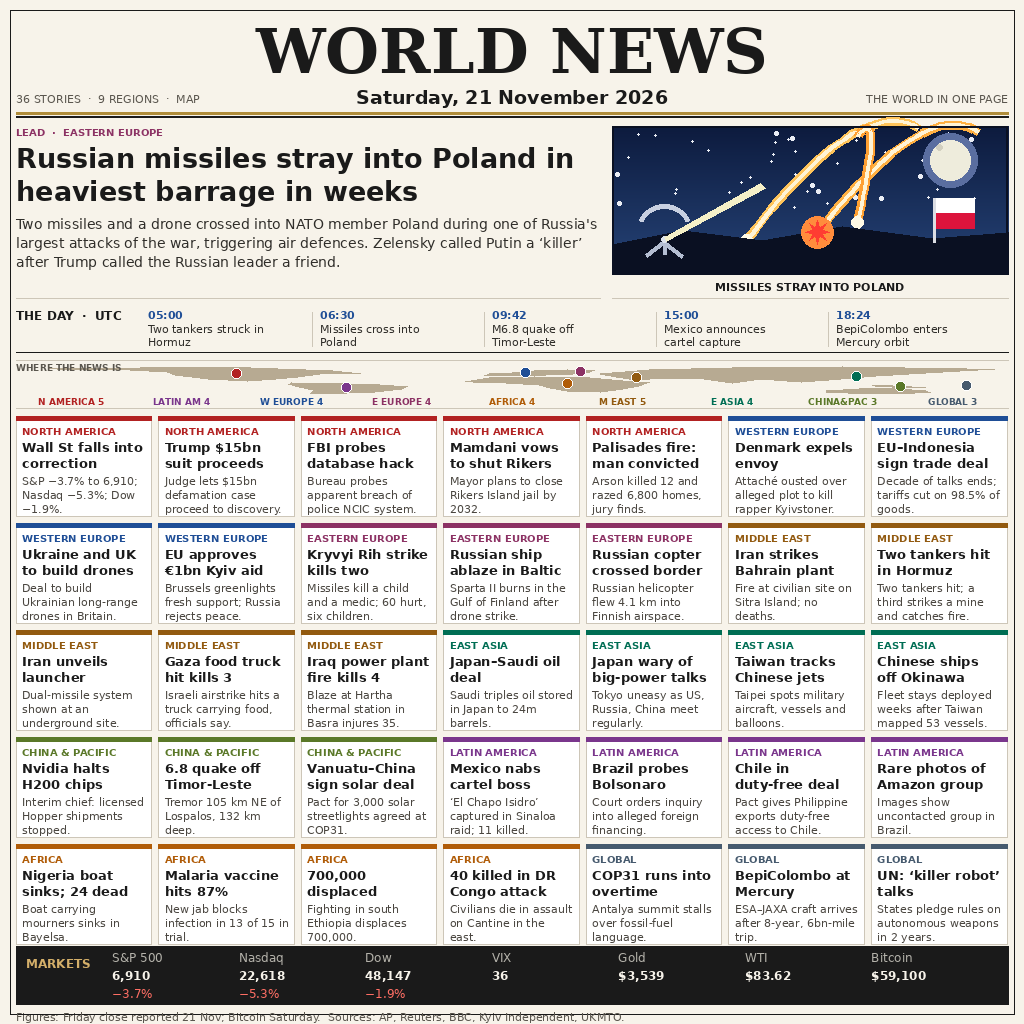 WORLD NEWS
36 STORIES · 9 REGIONS · MAP
Saturday, 21 November 2026
THE WORLD IN ONE PAGE
LEAD · EASTERN EUROPE
Russian missiles stray into Poland in
heaviest barrage in weeks
Two missiles and a drone crossed into NATO member Poland during one of Russia's
largest attacks of the war, triggering air defences. Zelensky called Putin a ‘killer’
after Trump called the Russian leader a friend.
MISSILES STRAY INTO POLAND
THE DAY · UTC
05:00
Two tankers struck in
Hormuz
06:30
Missiles cross into
Poland
09:42
M6.8 quake off
Timor-Leste
15:00
Mexico announces
cartel capture
18:24
BepiColombo enters
Mercury orbit
WHERE THE NEWS IS
N AMERICA 5
LATIN AM 4
W EUROPE 4
E EUROPE 4
AFRICA 4
M EAST 5
E ASIA 4
CHINA&PAC 3
GLOBAL 3
NORTH AMERICA
Wall St falls into
correction
S&P −3.7% to 6,910;
Nasdaq −5.3%; Dow
−1.9%.
NORTH AMERICA
Trump $15bn
suit proceeds
Judge lets $15bn
defamation case
proceed to discovery.
NORTH AMERICA
FBI probes
database hack
Bureau probes
apparent breach of
police NCIC system.
NORTH AMERICA
Mamdani vows
to shut Rikers
Mayor plans to close
Rikers Island jail by
2032.
NORTH AMERICA
Palisades fire:
man convicted
Arson killed 12 and
razed 6,800 homes,
jury finds.
WESTERN EUROPE
Denmark expels
envoy
Attaché ousted over
alleged plot to kill
rapper Kyivstoner.
WESTERN EUROPE
EU–Indonesia
sign trade deal
Decade of talks ends;
tariffs cut on 98.5% of
goods.
WESTERN EUROPE
Ukraine and UK
to build drones
Deal to build
Ukrainian long-range
drones in Britain.
WESTERN EUROPE
EU approves
€1bn Kyiv aid
Brussels greenlights
fresh support; Russia
rejects peace.
EASTERN EUROPE
Kryvyi Rih strike
kills two
Missiles kill a child
and a medic; 60 hurt,
six children.
EASTERN EUROPE
Russian ship
ablaze in Baltic
Sparta II burns in the
Gulf of Finland after
drone strike.
EASTERN EUROPE
Russian copter
crossed border
Russian helicopter
flew 4.1 km into
Finnish airspace.
MIDDLE EAST
Iran strikes
Bahrain plant
Fire at civilian site on
Sitra Island; no
deaths.
MIDDLE EAST
Two tankers hit
in Hormuz
Two tankers hit; a
third strikes a mine
and catches fire.
MIDDLE EAST
Iran unveils
launcher
Dual-missile system
shown at an
underground site.
MIDDLE EAST
Gaza food truck
hit kills 3
Israeli airstrike hits a
truck carrying food,
officials say.
MIDDLE EAST
Iraq power plant
fire kills 4
Blaze at Hartha
thermal station in
Basra injures 35.
EAST ASIA
Japan–Saudi oil
deal
Saudi triples oil stored
in Japan to 24m
barrels.
EAST ASIA
Japan wary of
big-power talks
Tokyo uneasy as US,
Russia, China meet
regularly.
EAST ASIA
Taiwan tracks
Chinese jets
Taipei spots military
aircraft, vessels and
balloons.
EAST ASIA
Chinese ships
off Okinawa
Fleet stays deployed
weeks after Taiwan
mapped 53 vessels.
CHINA & PACIFIC
Nvidia halts
H200 chips
Interim chief: licensed
Hopper shipments
stopped.
CHINA & PACIFIC
6.8 quake off
Timor-Leste
Tremor 105 km NE of
Lospalos, 132 km
deep.
CHINA & PACIFIC
Vanuatu–China
sign solar deal
Pact for 3,000 solar
streetlights agreed at
COP31.
LATIN AMERICA
Mexico nabs
cartel boss
‘El Chapo Isidro’
captured in Sinaloa
raid; 11 killed.
LATIN AMERICA
Brazil probes
Bolsonaro
Court orders inquiry
into alleged foreign
financing.
LATIN AMERICA
Chile in
duty-free deal
Pact gives Philippine
exports duty-free
access to Chile.
LATIN AMERICA
Rare photos of
Amazon group
Images show
uncontacted group in
Brazil.
AFRICA
Nigeria boat
sinks; 24 dead
Boat carrying
mourners sinks in
Bayelsa.
AFRICA
Malaria vaccine
hits 87%
New jab blocks
infection in 13 of 15 in
trial.
AFRICA
700,000
displaced
Fighting in south
Ethiopia displaces
700,000.
AFRICA
40 killed in DR
Congo attack
Civilians die in assault
on Cantine in the
east.
GLOBAL
COP31 runs into
overtime
Antalya summit stalls
over fossil-fuel
language.
GLOBAL
BepiColombo at
Mercury
ESA–JAXA craft arrives
after 8-year, 6bn-mile
trip.
GLOBAL
UN: ‘killer robot’
talks
States pledge rules on
autonomous weapons
in 2 years.
MARKETS
S&P 500
6,910
−3.7%
Nasdaq
22,618
−5.3%
Dow
48,147
−1.9%
VIX
36
Gold
$3,539
WTI
$83.62
Bitcoin
$59,100
Figures: Friday close reported 21 Nov; Bitcoin Saturday. Sources: AP, Reuters, BBC, Kyiv Independent, UKMTO.